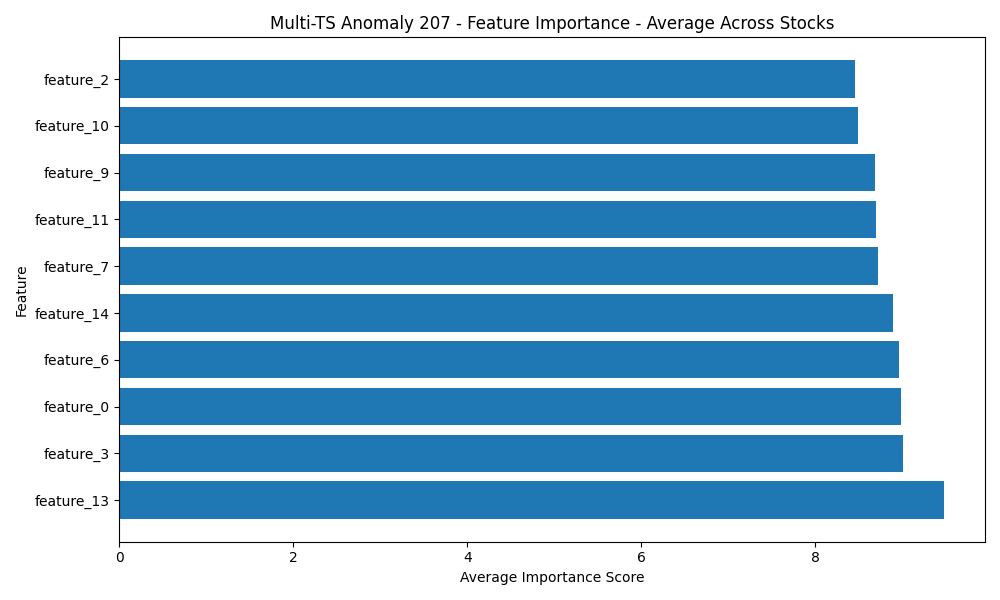 Multi-TS Anomaly 207 - Feature Importance - Average Across Stocks
Feature
feature_2
feature_10
feature_9
feature_11
feature_7
feature_14
feature_6
feature_0
feature_3
feature_13
0 2 4 6 8
Average Importance Score